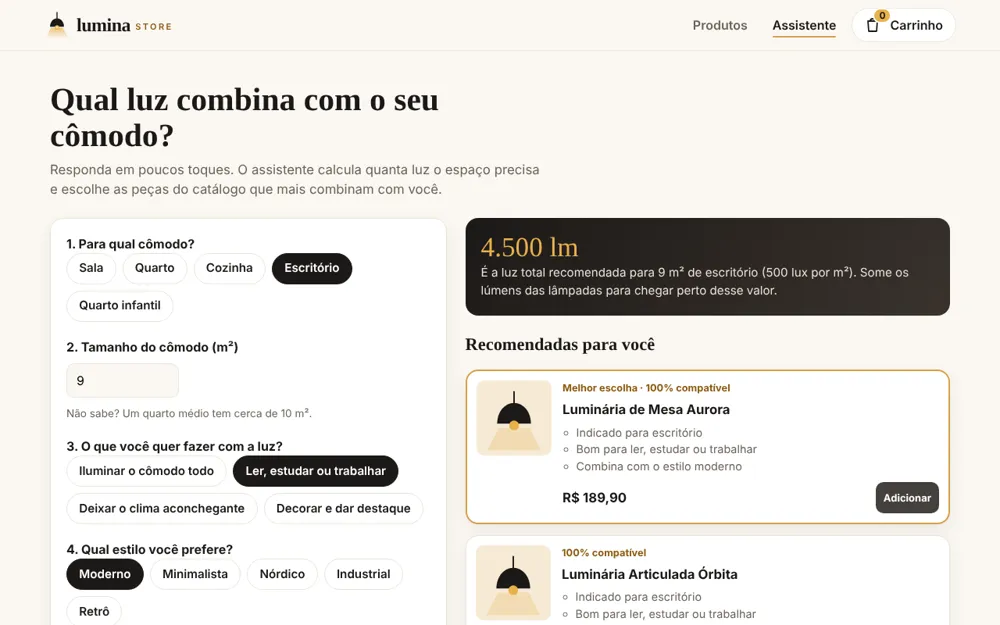 lumina STORE
Produtos
Assistente
0
Carrinho
Qual luz combina com o seu
cômodo?
Responda em poucos toques. O assistente calcula quanta luz o espaço precisa
e escolhe as peças do catálogo que mais combinam com você.
1. Para qual cômodo?
Sala
Quarto
Cozinha
Escritório
Quarto infantil
2. Tamanho do cômodo (m²)
9
Não sabe? Um quarto médio tem cerca de 10 m².
3. O que você quer fazer com a luz?
Iluminar o cômodo todo
Ler, estudar ou trabalhar
Deixar o clima aconchegante
Decorar e dar destaque
4. Qual estilo você prefere?
Moderno
Minimalista
Nórdico
Industrial
Retrô
4.500 lm
É a luz total recomendada para 9 m² de escritório (500 lux por m²). Some os
lúmens das lâmpadas para chegar perto desse valor.
Recomendadas para você
Melhor escolha · 100% compatível
Luminária de Mesa Aurora
Indicado para escritório
Bom para ler, estudar ou trabalhar
Combina com o estilo moderno
R$ 189,90
Adicionar
100% compatível
Luminária Articulada Órbita
Indicado para escritório
Bom para ler, estudar ou trabalhar